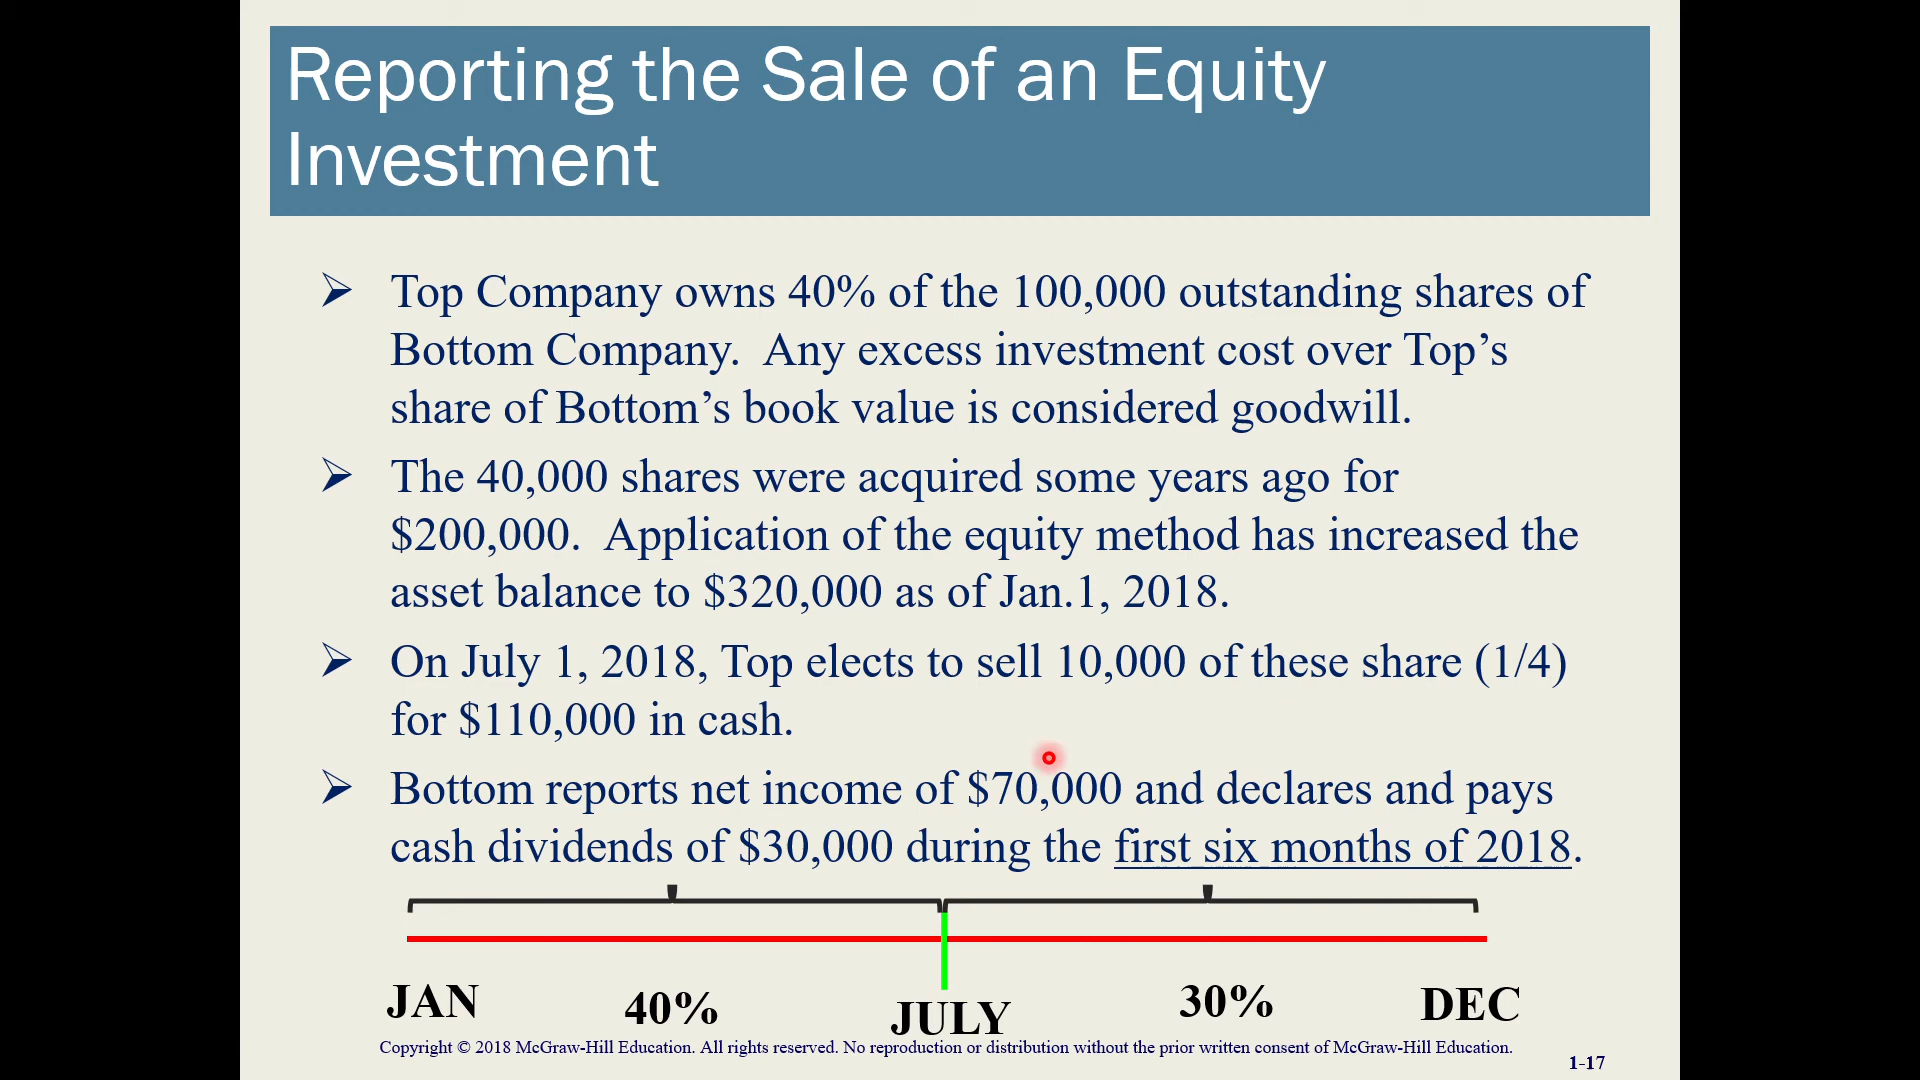 Reporting the Sale of an Equity
Investment
Top Company owns 40% of the 100,000 outstanding shares of
Bottom Company.  Any excess investment cost over Top’s
share of Bottom’s book value is considered goodwill.
The 40,000 shares were acquired some years ago for
$200,000.  Application of the equity method has increased the
asset balance to $320,000 as of Jan.1, 2018.
On July 1, 2018, Top elects to sell 10,000 of these share (1/4)
for $110,000 in cash.
Bottom reports net income of $70,000 and declares and pays
cash dividends of $30,000 during the first six months of 2018.
JAN 40% JULY 30% DEC
Copyright © 2018 McGraw-Hill Education. All rights reserved. No reproduction or distribution without the prior written consent of McGraw-Hill Education.
1-17